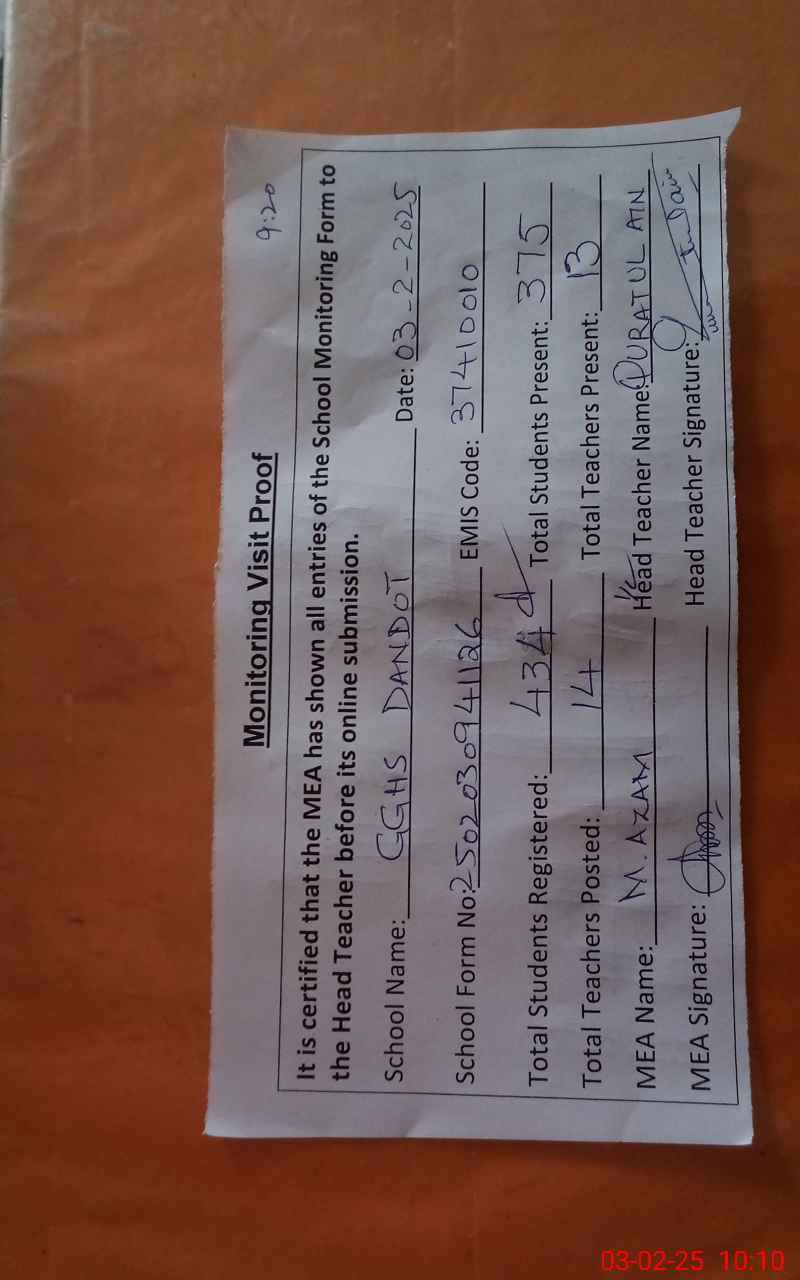 9:20
Monitoring Visit Proof
It is certified that the MEA has shown all entries of the School Monitoring Form to
the Head Teacher before its online submission.
School Name: GGHS DANDOT Date: 03-2-2025
School Form No: 2502030941126 EMIS Code: 37410010
Total Students Registered: 434 Total Students Present: 375
Total Teachers Posted: 14 Total Teachers Present: 13
MEA Name: M. AZAM Head Teacher Name: QURATUL AIN
MEA Signature: Head Teacher Signature:
03-02-25 10:10